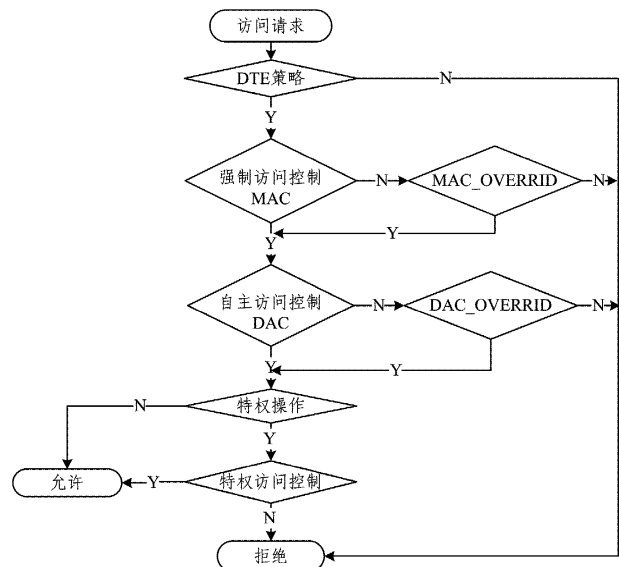 访问请求
DTE策略
N
Y
强制访问控制
MAC
N
MAC_OVERRID
N
Y
Y
自主访问控制
DAC
N
DAC_OVERRID
N
Y
Y
特权操作
N
Y
特权访问控制
Y
允许
N
拒绝